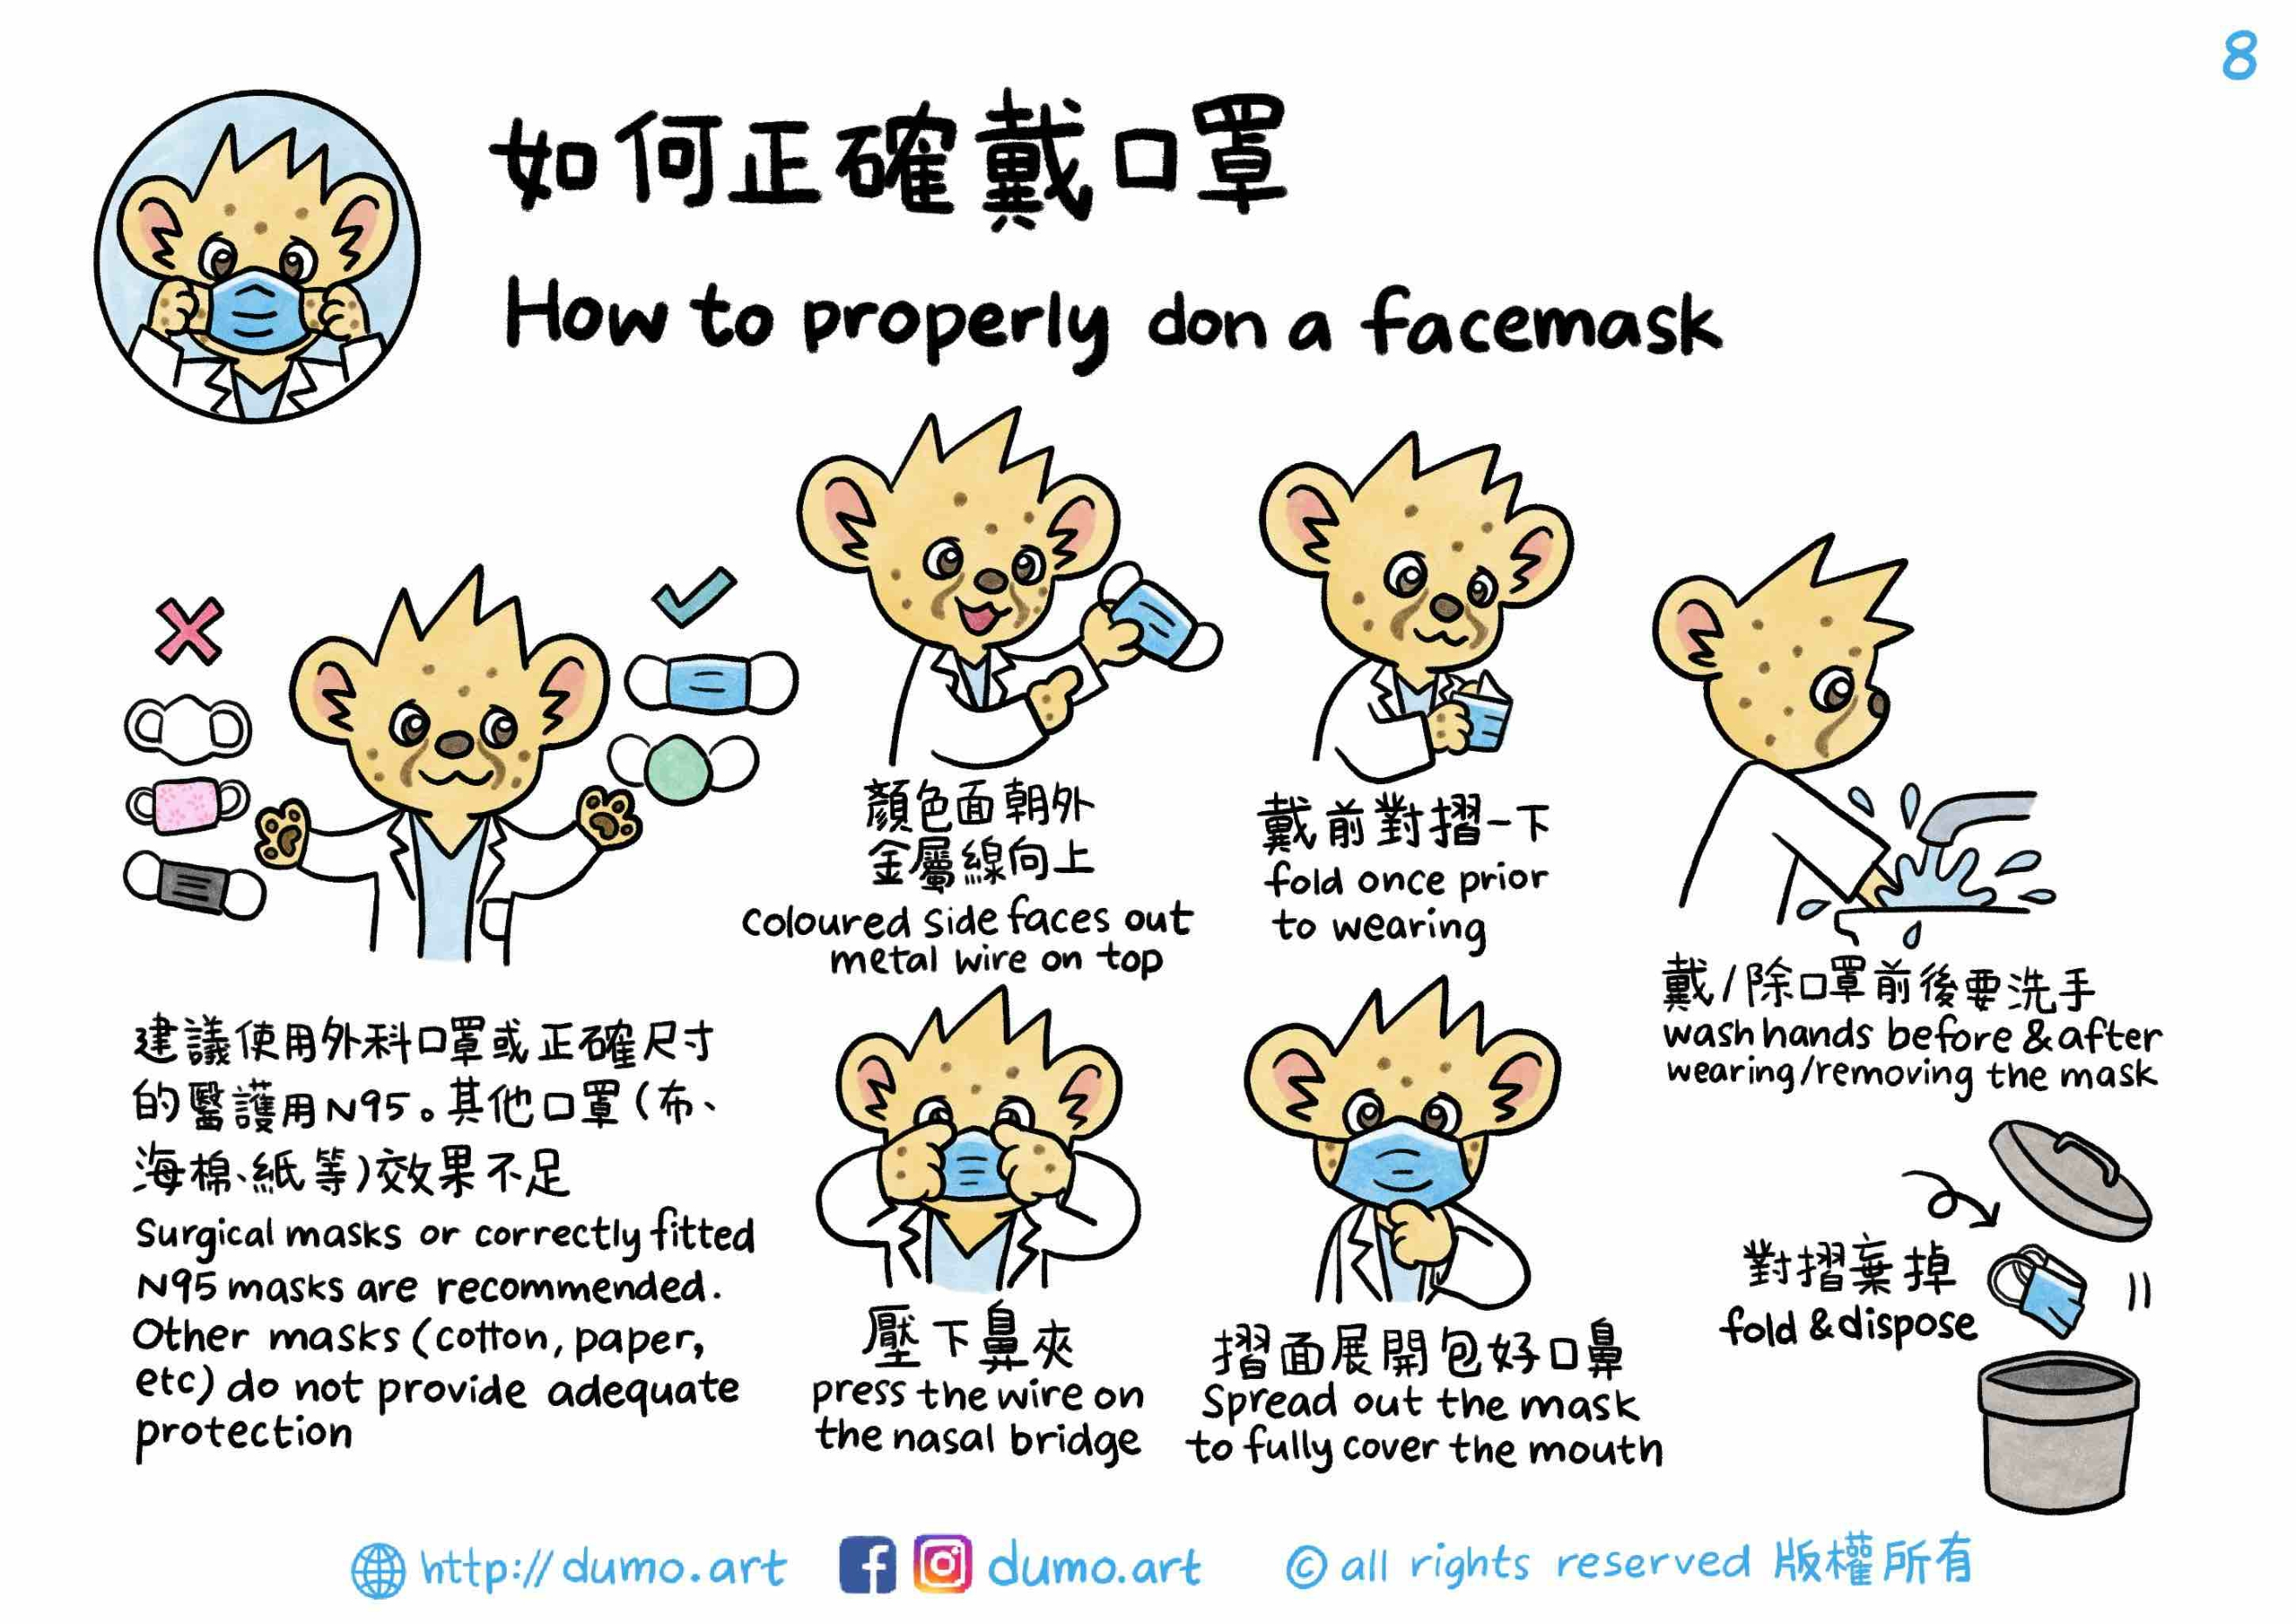 8
如何正確戴口罩
How to properly don a facemask
建議使用外科口罩或正確尺寸
的醫護用N95。其他口罩(布、
海棉、紙等)效果不足
Surgical masks or correctly fitted
N95 masks are recommended.
Other masks (cotton, paper,
etc) do not provide adequate
protection
顏色面朝外
金屬線向上
coloured side faces out
metal wire on top
戴前對摺一下
fold once prior
to wearing
戴/除口罩前後要洗手
wash hands before & after
wearing/removing the mask
壓下鼻夾
press the wire on
the nasal bridge
摺面展開包好口鼻
Spread out the mask
to fully cover the mouth
對摺棄掉
fold & dispose
http://dumo.art
dumo.art
© all rights reserved 版權所有